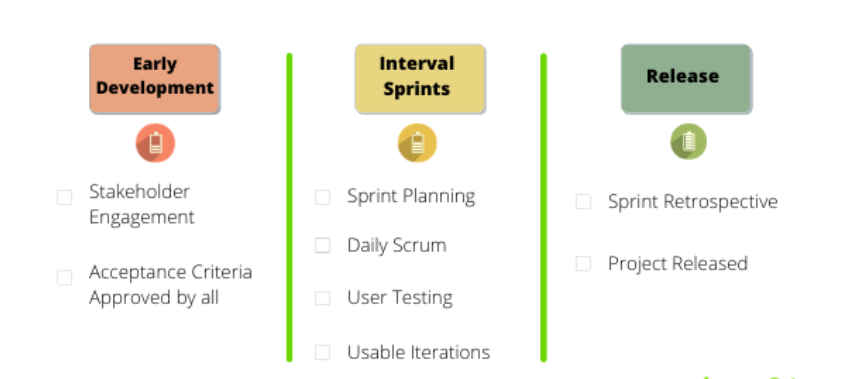 Early
Development
Stakeholder
Engagement
Acceptance Criteria
Approved by all
Interval
Sprints
Sprint Planning
Daily Scrum
User Testing
Usable Iterations
Release
Sprint Retrospective
Project Released